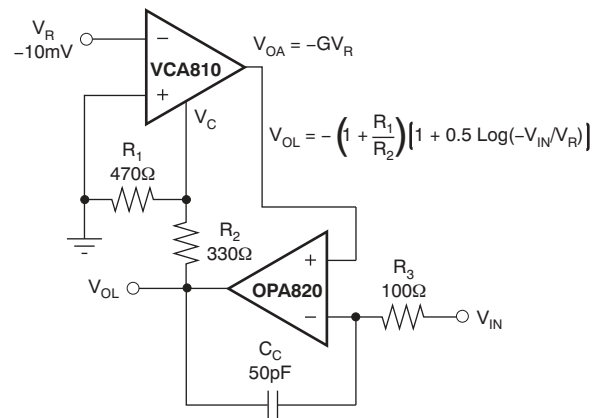 V_R
−10mV
−
VCA810
+
V_OA = −GV_R
V_C
V_OL = − (1 + R_1/R_2) [1 + 0.5 Log(−V_IN/V_R)]
R_1
470Ω
R_2
330Ω
V_OL
+
OPA820
−
R_3
100Ω
V_IN
C_C
50pF